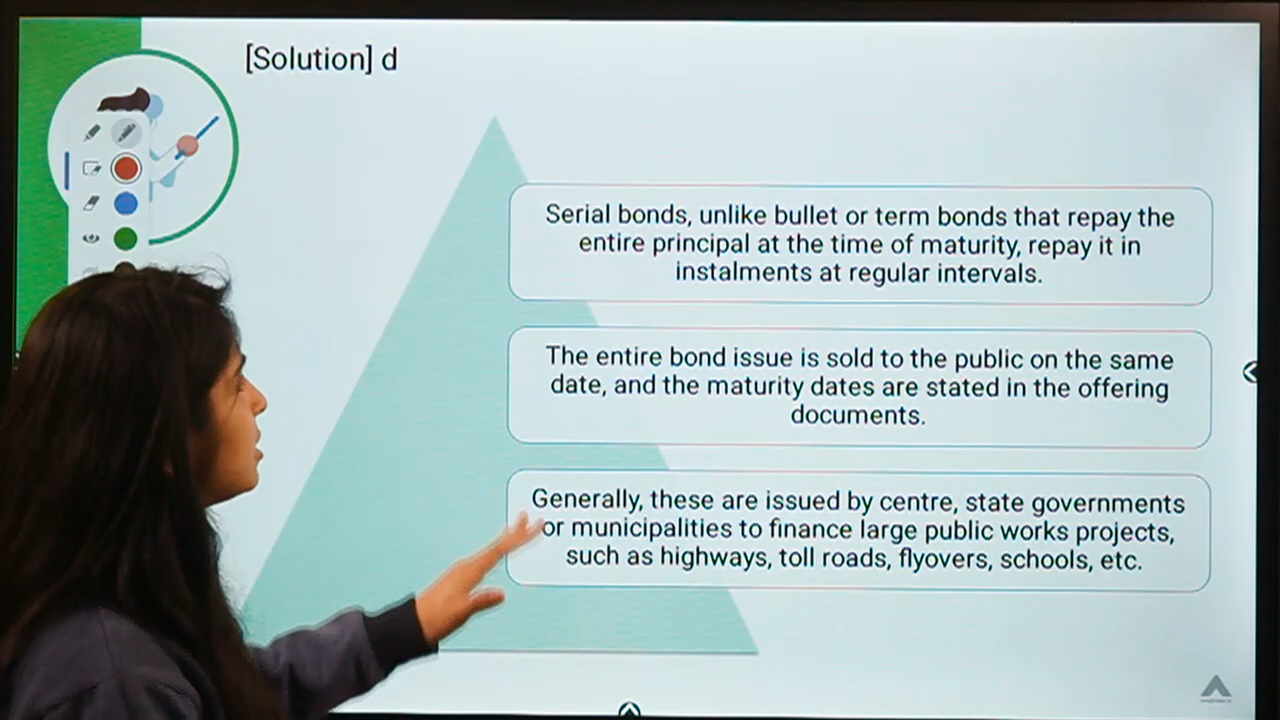 [Solution] d
Serial bonds, unlike bullet or term bonds that repay the
entire principal at the time of maturity, repay it in
instalments at regular intervals.
The entire bond issue is sold to the public on the same
date, and the maturity dates are stated in the offering
documents.
Generally, these are issued by centre, state governments
or municipalities to finance large public works projects,
such as highways, toll roads, flyovers, schools, etc.